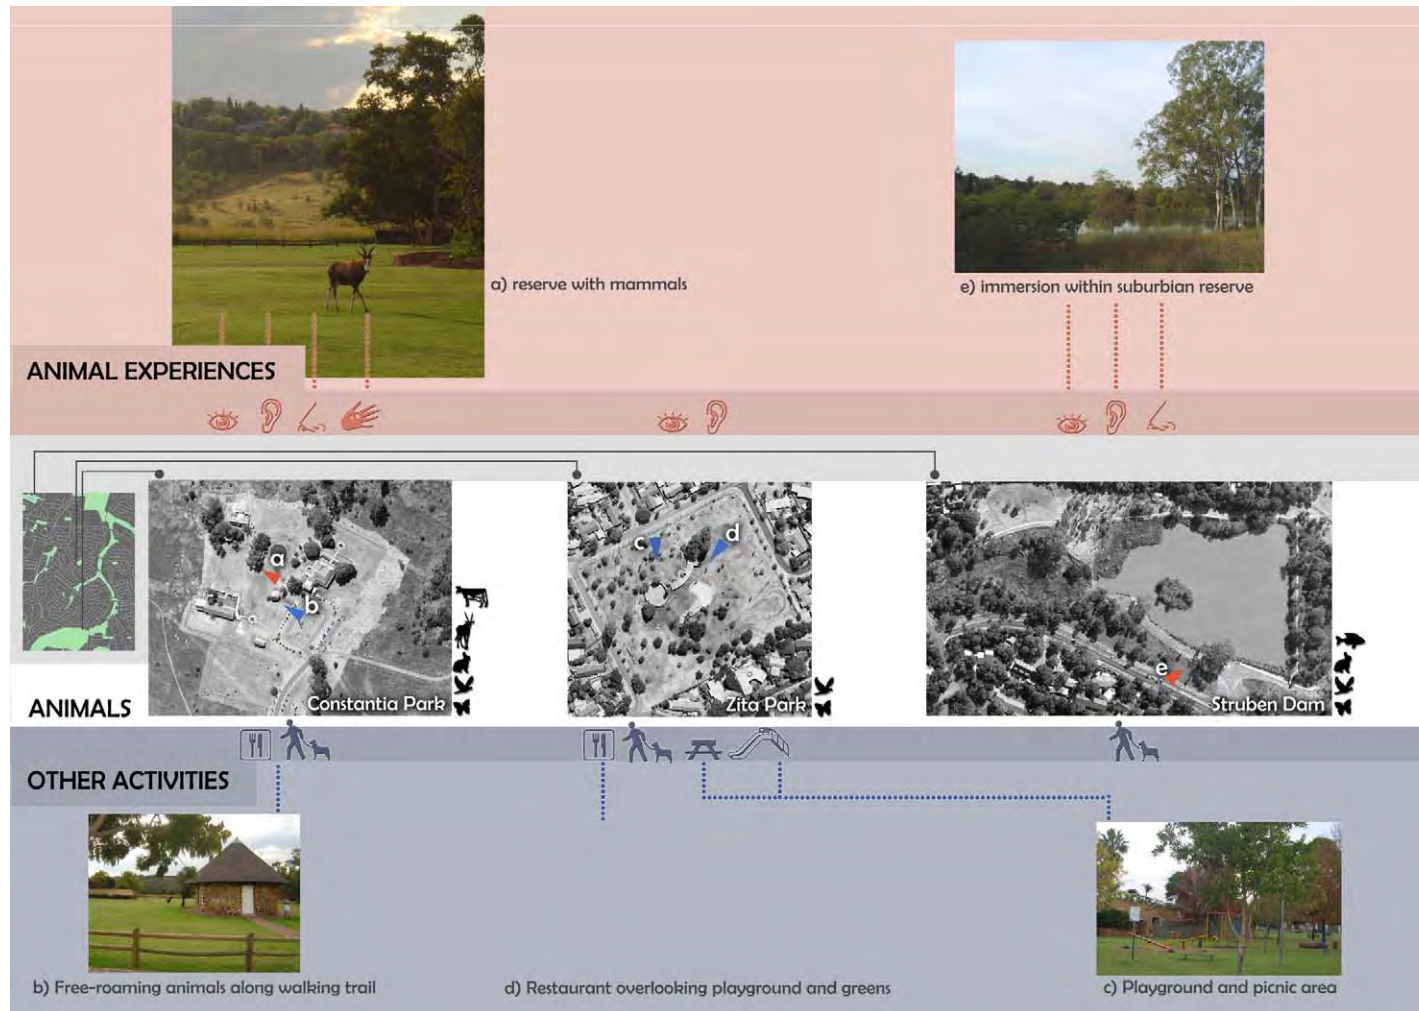 a) reserve with mammals
e) immersion within suburbian reserve
ANIMAL EXPERIENCES
a
b
c
d
e
Constantia Park
Zita Park
Struben Dam
ANIMALS
OTHER ACTIVITIES
b) Free-roaming animals along walking trail
d) Restaurant overlooking playground and greens
c) Playground and picnic area